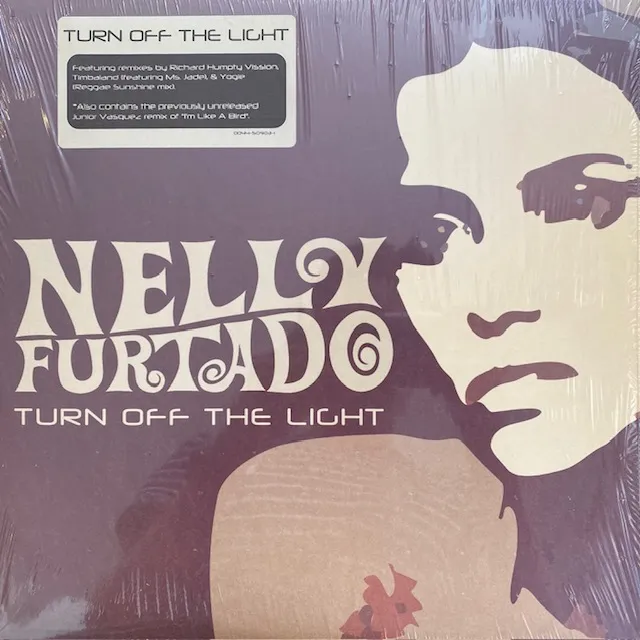 TURN OFF THE LIGHT
Featuring remixes by Richard Humpty Vission,
Timbaland (featuring Ms. Jade), & Yogie
(Reggae Sunshine mix).
*Also contains the previously unreleased
Junior Vasquez remix of "I'm Like A Bird".
NELLY
FURTADO
TURN OFF THE LIGHT